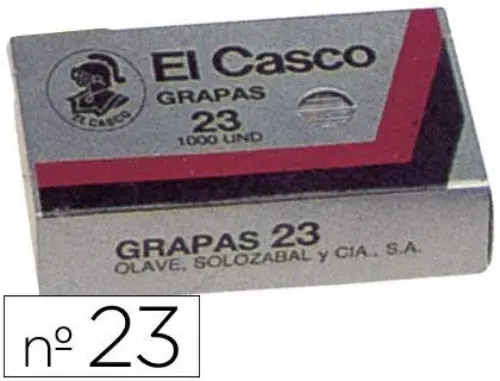 El Casco
GRAPAS
23
1000 UND
EL CASCO
GRAPAS 23
OLAVE, SOLOZABAL y CIA., S.A.
nº 23